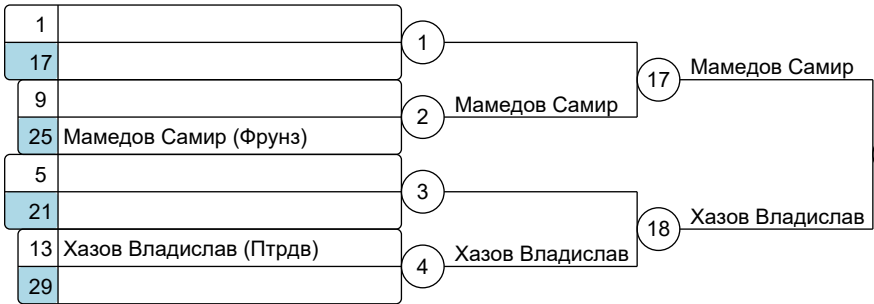 1
1
17
17 Мамедов Самир
9
2 Мамедов Самир
25 Мамедов Самир (Фрунз)
5
3
21
18 Хазов Владислав
13 Хазов Владислав (Птрдв)
4 Хазов Владислав
29